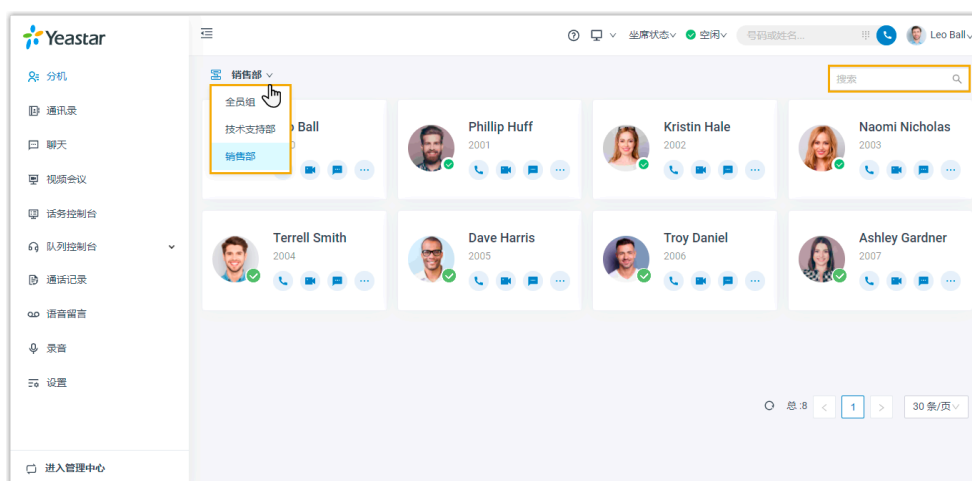 Yeastar
坐席状态
空闲
号码或姓名...
Leo Ball
分机
通讯录
聊天
视频会议
话务控制台
队列控制台
通话记录
语音留言
录音
设置
进入管理中心
销售部
搜索
全员组
技术支持部
销售部
Ball
Phillip Huff
2001
Kristin Hale
2002
Naomi Nicholas
2003
Terrell Smith
2004
Dave Harris
2005
Troy Daniel
2006
Ashley Gardner
2007
总:8
1
30 条/页